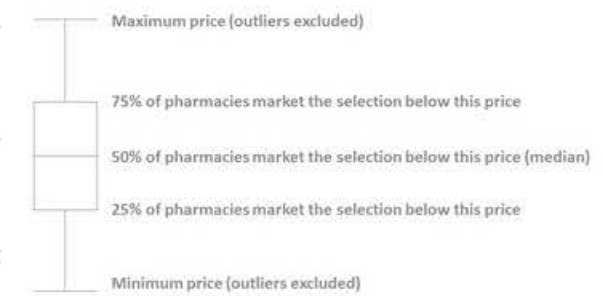 Maximum price (outliers excluded)
75% of pharmacies market the selection below this price
50% of pharmacies market the selection below this price (median)
25% of pharmacies market the selection below this price
Minimum price (outliers excluded)